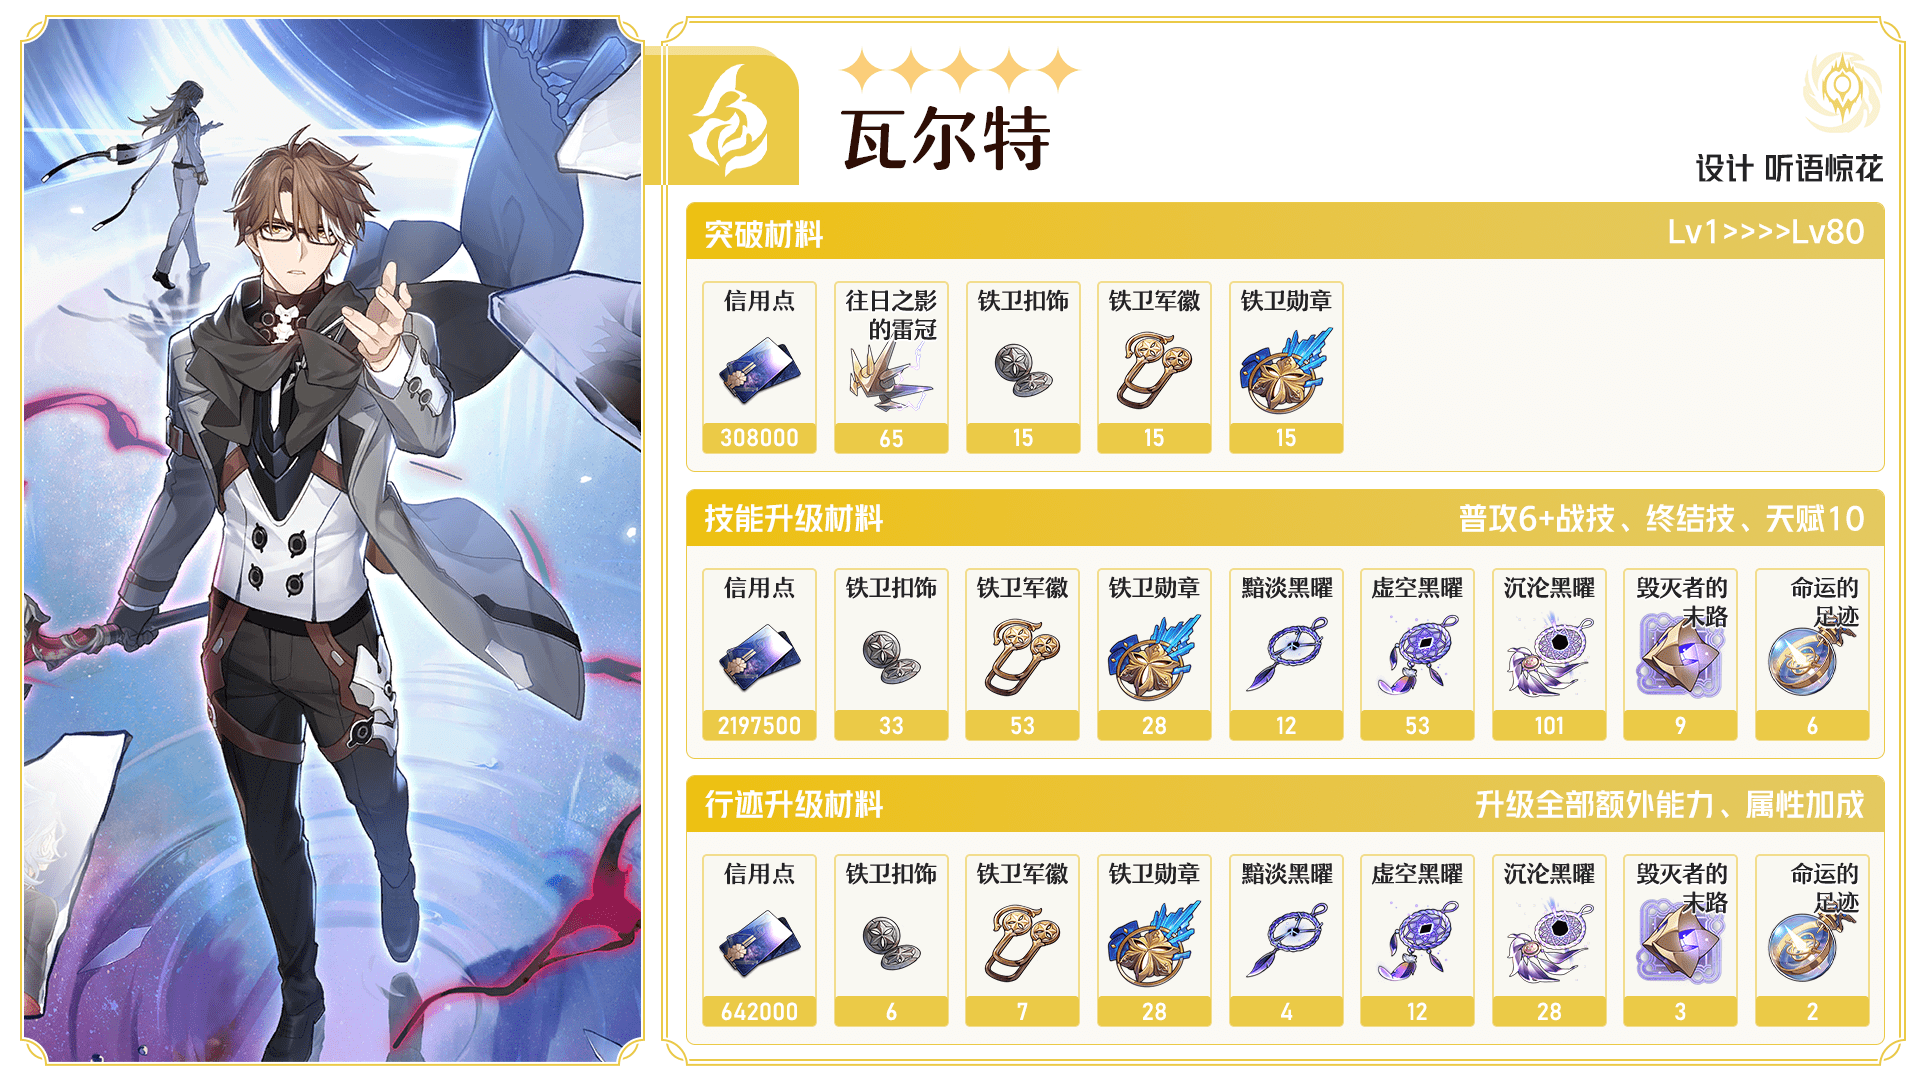 瓦尔特
设计 听语惊花
突破材料
Lv1>>>>Lv80
信用点
308000
往日之影
的雷冠
65
铁卫扣饰
15
铁卫军徽
15
铁卫勋章
15
技能升级材料
普攻6+战技、终结技、天赋10
信用点
2197500
铁卫扣饰
33
铁卫军徽
53
铁卫勋章
28
黯淡黑曜
12
虚空黑曜
53
沉沦黑曜
101
毁灭者的
末路
9
命运的
足迹
6
行迹升级材料
升级全部额外能力、属性加成
信用点
642000
铁卫扣饰
6
铁卫军徽
7
铁卫勋章
28
黯淡黑曜
4
虚空黑曜
12
沉沦黑曜
28
毁灭者的
末路
3
命运的
足迹
2